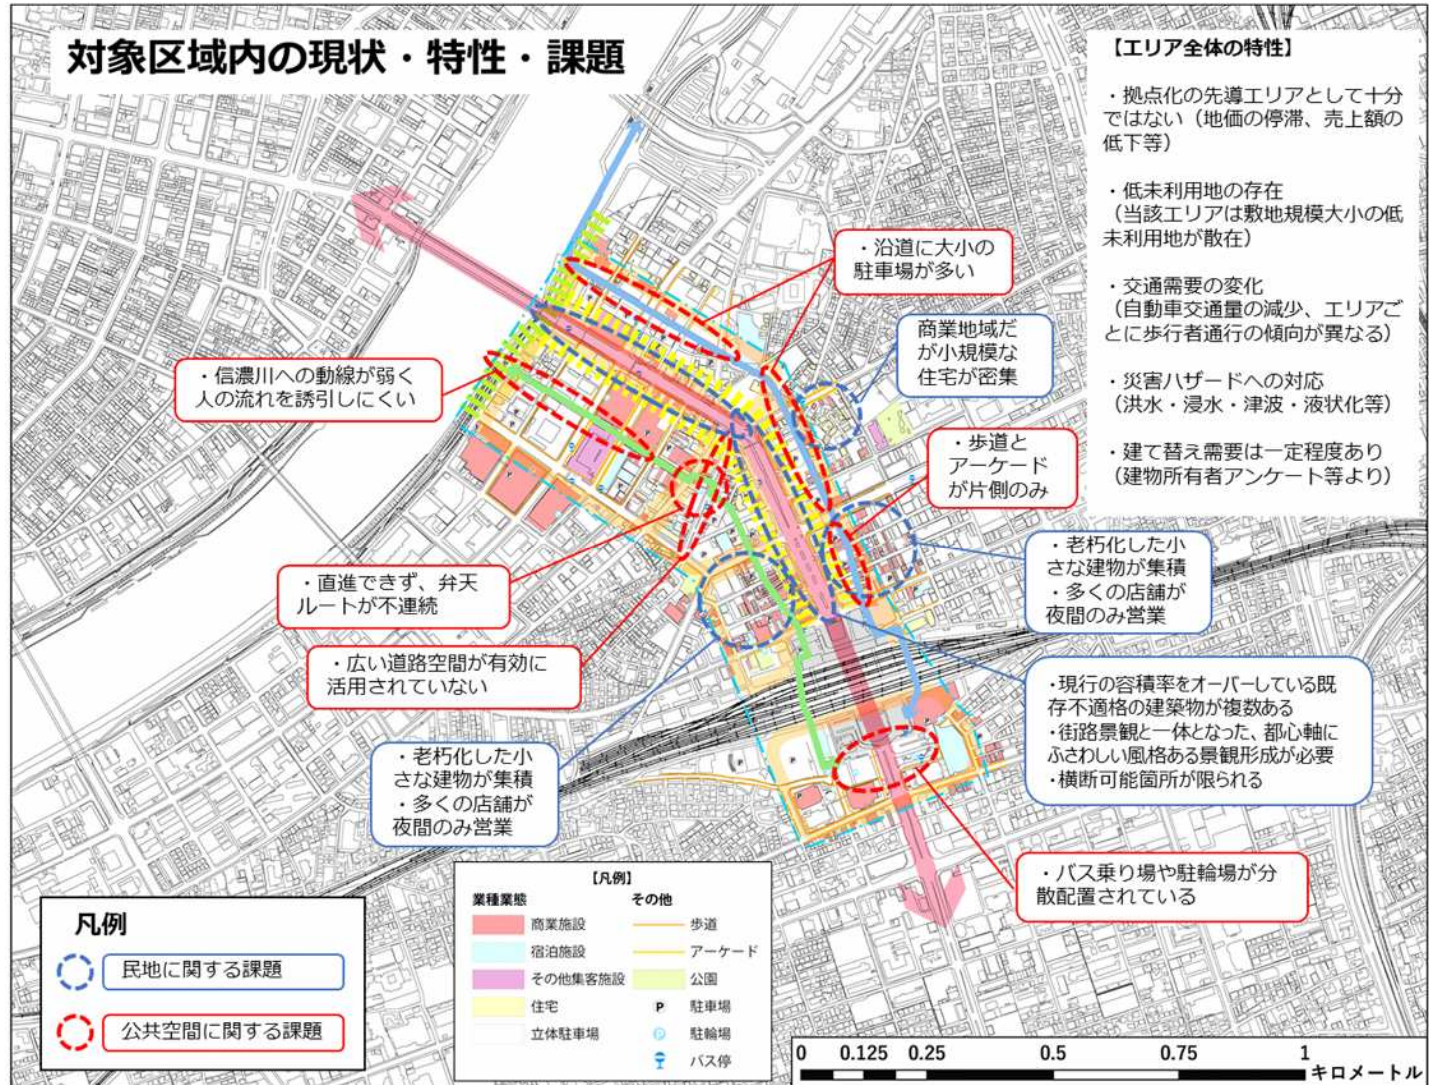 対象区域内の現状・特性・課題
【エリア全体の特性】
・拠点化の先導エリアとして十分
ではない（地価の停滞、売上額の
低下等）
・低未利用地の存在
（当該エリアは敷地規模大小の低
未利用地が散在）
・交通需要の変化
（自動車交通量の減少、エリアご
とに歩行者通行の傾向が異なる）
・災害ハザードへの対応
（洪水・浸水・津波・液状化等）
・建て替え需要は一定程度あり
（建物所有者アンケート等より）
・沿道に大小の
駐車場が多い
商業地域だ
が小規模な
住宅が密集
・信濃川への動線が弱く
人の流れを誘引しにくい
・歩道と
アーケード
が片側のみ
・老朽化した小
さな建物が集積
・多くの店舗が
夜間のみ営業
・直進できず、弁天
ルートが不連続
・広い道路空間が有効に
活用されていない
・現行の容積率をオーバーしている既
存不適格の建築物が複数ある
・街路景観と一体となった、都心軸に
ふさわしい風格ある景観形成が必要
・横断可能箇所が限られる
・老朽化した小
さな建物が集積
・多くの店舗が
夜間のみ営業
・バス乗り場や駐輪場が分
散配置されている
凡例
民地に関する課題
公共空間に関する課題
【凡例】
業種業態 その他
商業施設 歩道
宿泊施設 アーケード
その他集客施設 公園
住宅 P 駐車場
立体駐車場 P 駐輪場
バス停
0 0.125 0.25 0.5 0.75 1
キロメートル